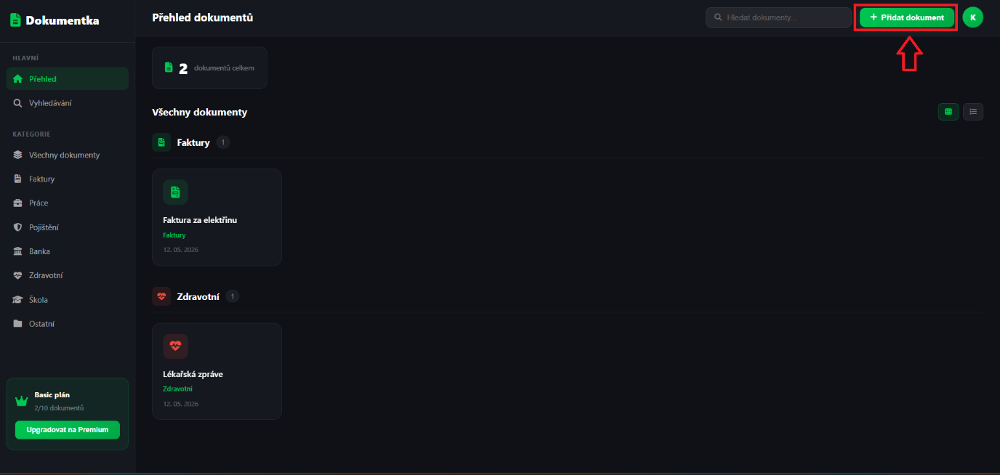 Dokumentka
Přehled dokumentů
Hledat dokumenty...
+ Přidat dokument
K
HLAVNÍ
Přehled
Vyhledávání
KATEGORIE
Všechny dokumenty
Faktury
Práce
Pojištění
Banka
Zdravotní
Škola
Ostatní
Basic plán
2/10 dokumentů
Upgradovat na Premium
2 dokumentů celkem
Všechny dokumenty
Faktury 1
Faktura za elektřinu
Faktury
12. 05. 2026
Zdravotní 1
Lékařská zpráve
Zdravotní
12. 05. 2026